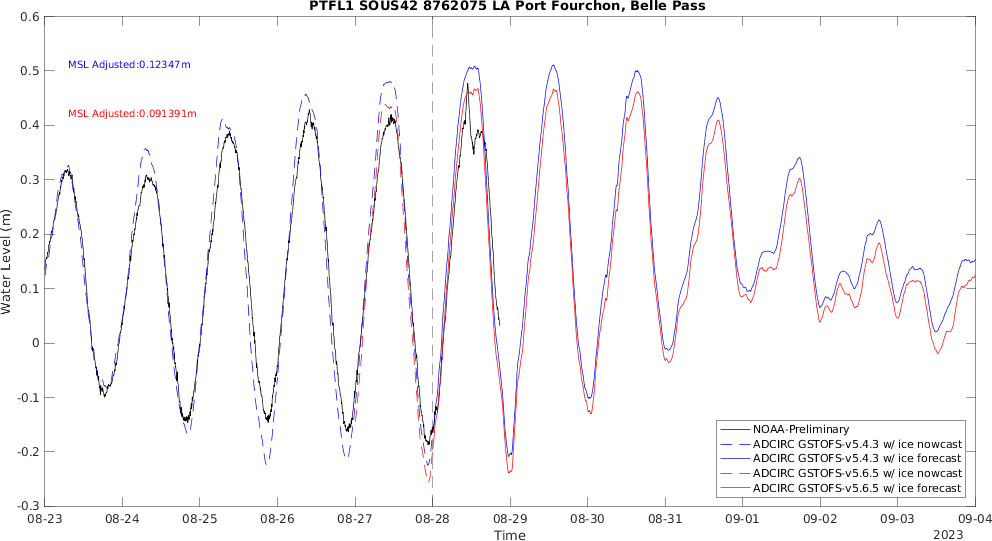 PTFL1 SOUS42 8762075 LA Port Fourchon, Belle Pass
0.6
0.5
0.4
0.3
0.2
0.1
0
-0.1
-0.2
-0.3
Water Level (m)
MSL Adjusted:0.12347m
MSL Adjusted:0.091391m
NOAA-Preliminary
ADCIRC GSTOFS-v5.4.3 w/ ice nowcast
ADCIRC GSTOFS-v5.4.3 w/ ice forecast
ADCIRC GSTOFS-v5.6.5 w/ ice nowcast
ADCIRC GSTOFS-v5.6.5 w/ ice forecast
08-23 08-24 08-25 08-26 08-27 08-28 08-29 08-30 08-31 09-01 09-02 09-03 09-04
Time
2023